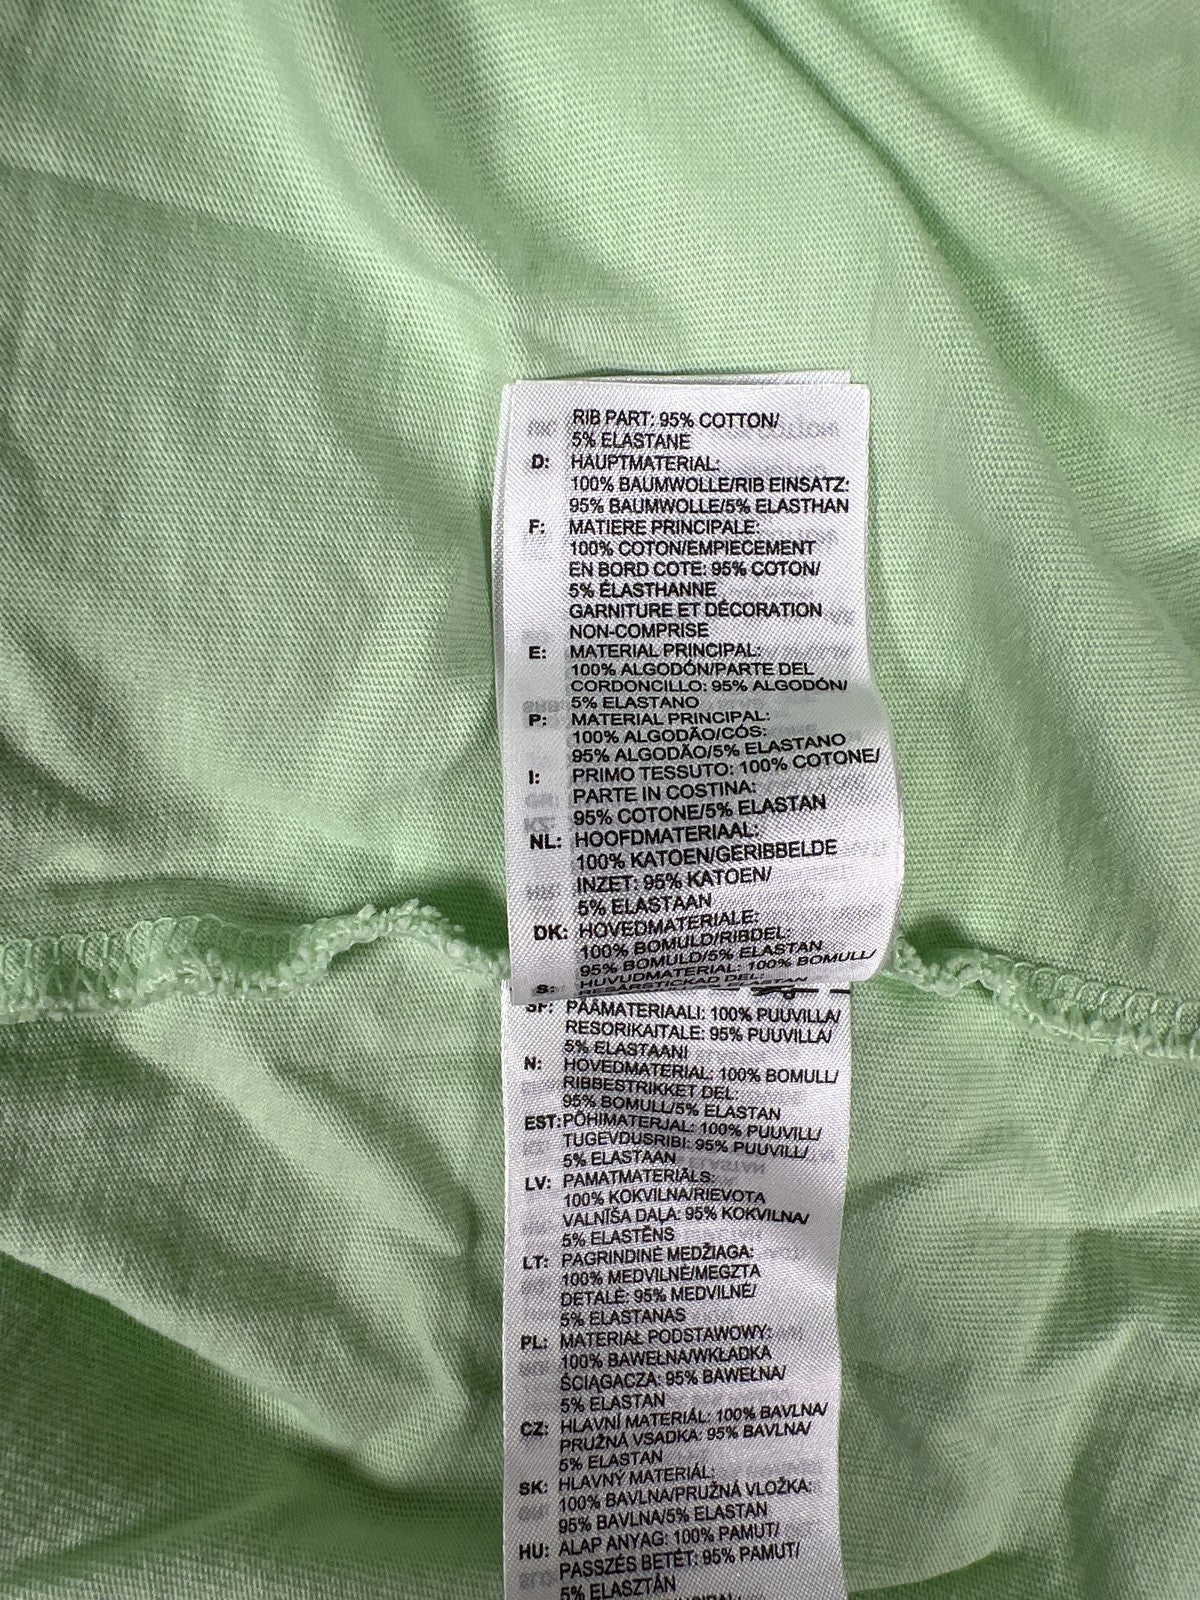 RIB PART: 95% COTTON/
5% ELASTANE
D: HAUPTMATERIAL:
100% BAUMWOLLE/RIB EINSATZ:
95% BAUMWOLLE/5% ELASTHAN
F: MATIERE PRINCIPALE:
100% COTON/EMPIECEMENT
EN BORD COTE: 95% COTON/
5% ÉLASTHANNE
GARNITURE ET DÉCORATION
NON-COMPRISE
E: MATERIAL PRINCIPAL:
100% ALGODÓN/PARTE DEL
CORDONCILLO: 95% ALGODÓN/
5% ELASTANO
P: MATERIAL PRINCIPAL:
100% ALGODÃO/CÓS:
95% ALGODÃO/5% ELASTANO
I: PRIMO TESSUTO: 100% COTONE/
PARTE IN COSTINA:
95% COTONE/5% ELASTAN
NL: HOOFDMATERIAAL:
100% KATOEN/GERIBBELDE
INZET: 95% KATOEN/
5% ELASTAAN
DK: HOVEDMATERIALE:
100% BOMULD/RIBDEL:
95% BOMULD/5% ELASTAN
S: HUVUDMATERIAL: 100% BOMULL/
RESÅRSTICKAD DEL:
SF: PÄÄMATERIAALI: 100% PUUVILLA/
RESORIKAITALE: 95% PUUVILLA/
5% ELASTAANI
N: HOVEDMATERIAL: 100% BOMULL/
RIBBESTRIKKET DEL:
95% BOMULL/5% ELASTAN
EST: PÕHIMATERJAL: 100% PUUVILL/
TUGEVDUSRIBI: 95% PUUVILL/
5% ELASTAAN
LV: PAMATMATERIĀLS:
100% KOKVILNA/RIEVOTA
VALNĪŠA DAĻA: 95% KOKVILNA/
5% ELASTĒNS
LT: PAGRINDINĖ MEDŽIAGA:
100% MEDVILNĖ/MEGZTA
DETALĖ: 95% MEDVILNĖ/
5% ELASTANAS
PL: MATERIAŁ PODSTAWOWY:
100% BAWEŁNA/WKŁADKA
ŚCIĄGACZA: 95% BAWEŁNA/
5% ELASTAN
CZ: HLAVNÍ MATERIÁL: 100% BAVLNA/
PRUŽNÁ VSADKA: 95% BAVLNA/
5% ELASTAN
SK: HLAVNÝ MATERIÁL:
100% BAVLNA/PRUŽNÁ VLOŽKA:
95% BAVLNA/5% ELASTAN
HU: ALAP ANYAG: 100% PAMUT/
PASSZÉS BETÉT: 95% PAMUT/
5% ELASZTÁN